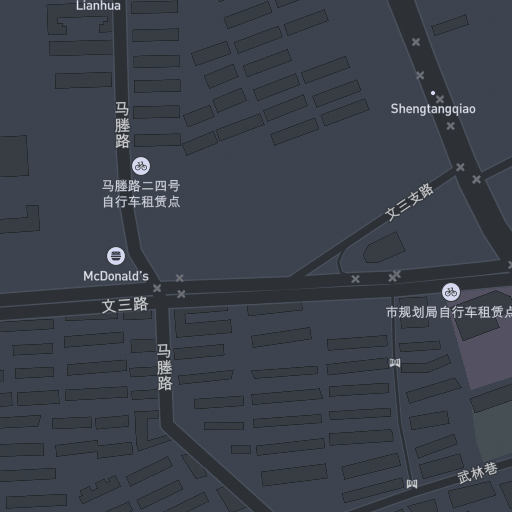 Lianhua
马塍路
Shengtangqiao
马塍路二四号
自行车租赁点
文三支路
McDonald's
文三路
市规划局自行车租赁点
马塍路
武林巷